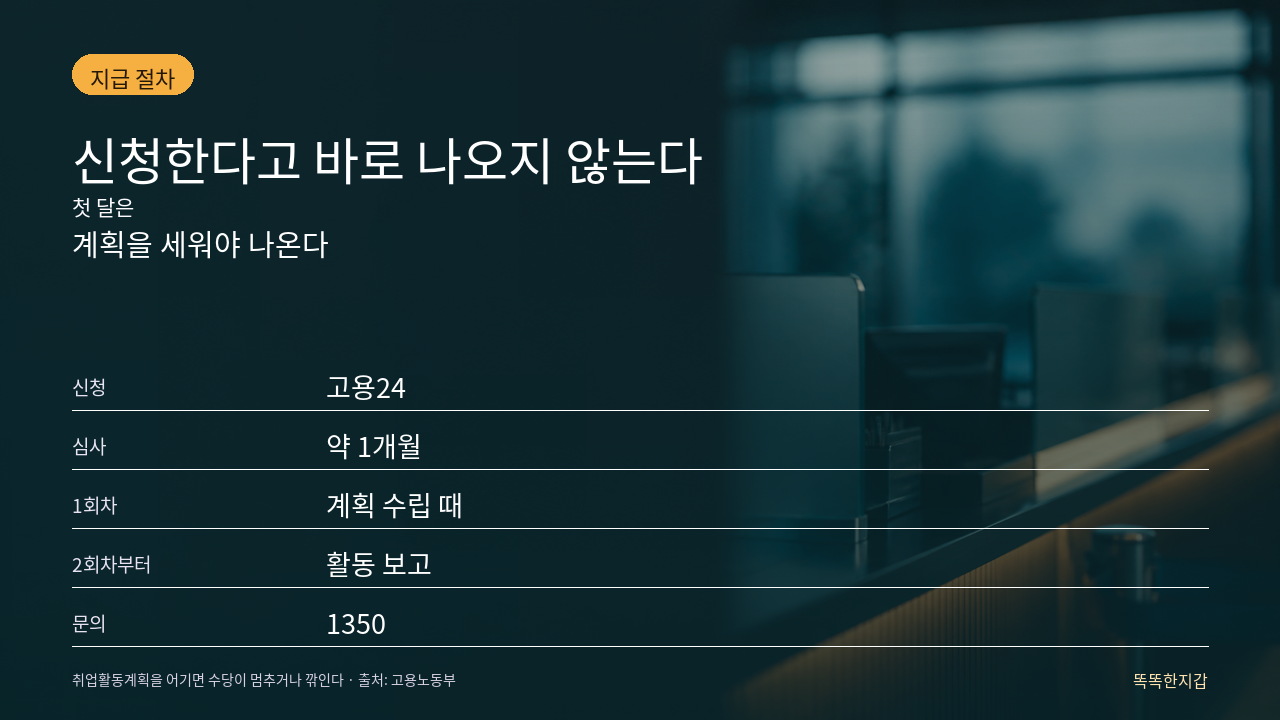 지급 절차
신청한다고 바로 나오지 않는다
첫 달은
계획을 세워야 나온다
신청 고용24
심사 약 1개월
1회차 계획 수립 때
2회차부터 활동 보고
문의 1350
취업활동계획을 어기면 수당이 멈추거나 깎인다 · 출처: 고용노동부 똑똑한지갑